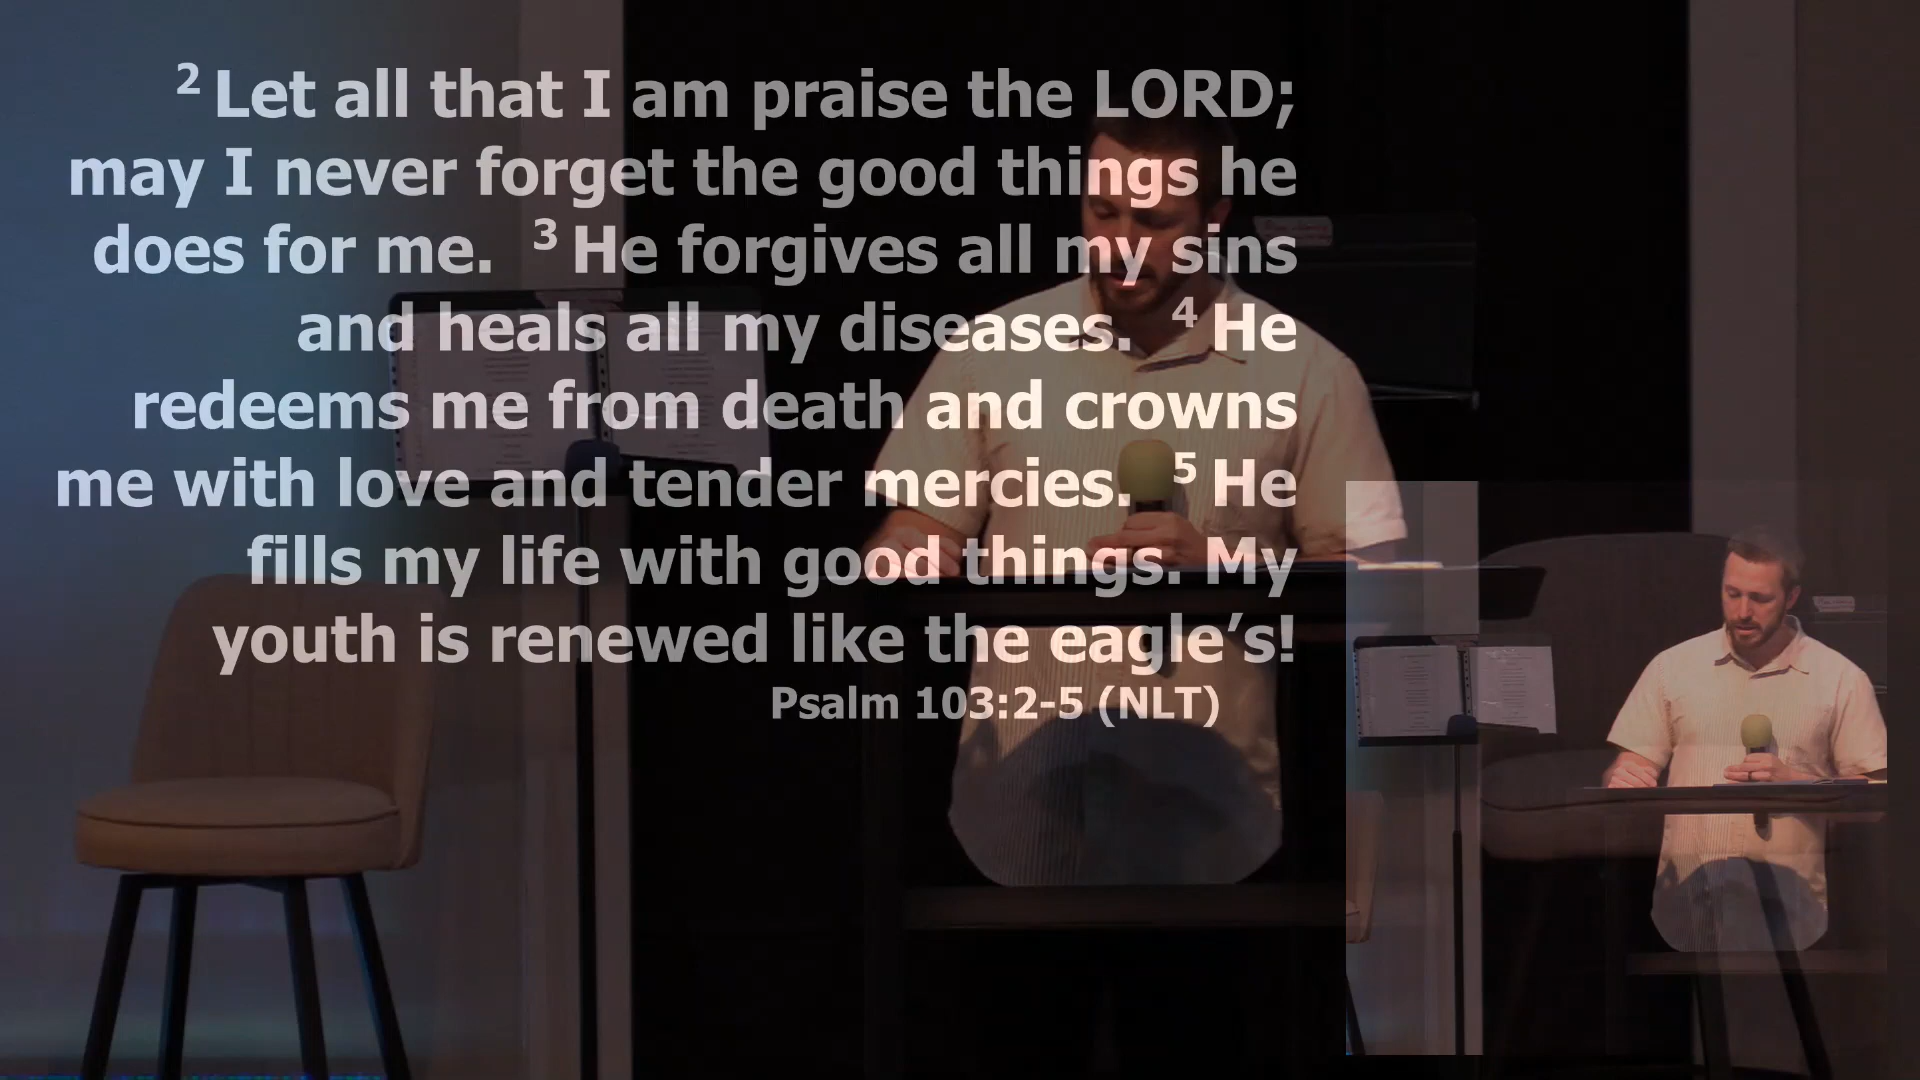 2 Let all that I am praise the LORD;
may I never forget the good things he
does for me. 3 He forgives all my sins
and heals all my diseases. 4 He
redeems me from death and crowns
me with love and tender mercies. 5 He
fills my life with good things. My
youth is renewed like the eagle’s!
Psalm 103:2-5 (NLT)